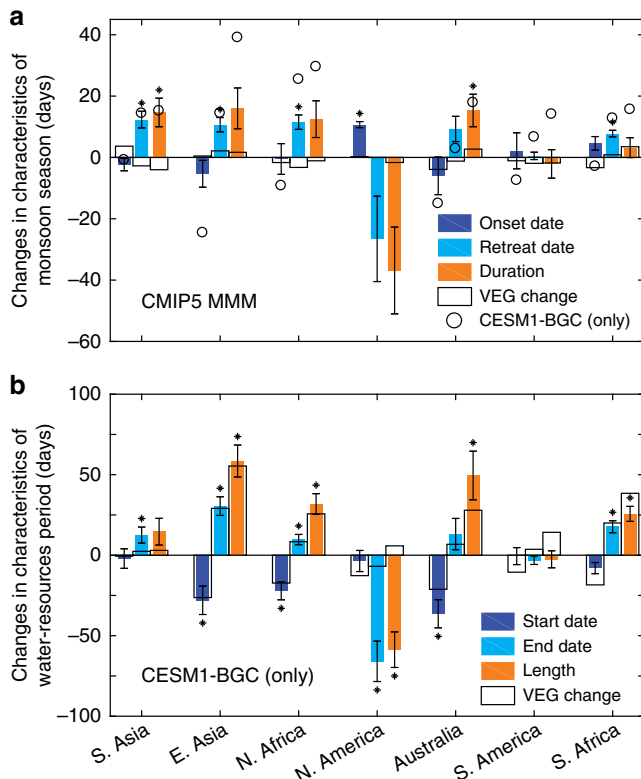 a
Changes in characteristics of
monsoon season (days)
40
20
0
−20
−40
−60
Onset date
Retreat date
Duration
VEG change
CESM1-BGC (only)
CMIP5 MMM
b
Changes in characteristics of
water-resources period (days)
100
50
0
−50
−100
Start date
End date
Length
VEG change
CESM1-BGC (only)
S. Asia
E. Asia
N. Africa
N. America
Australia
S. America
S. Africa